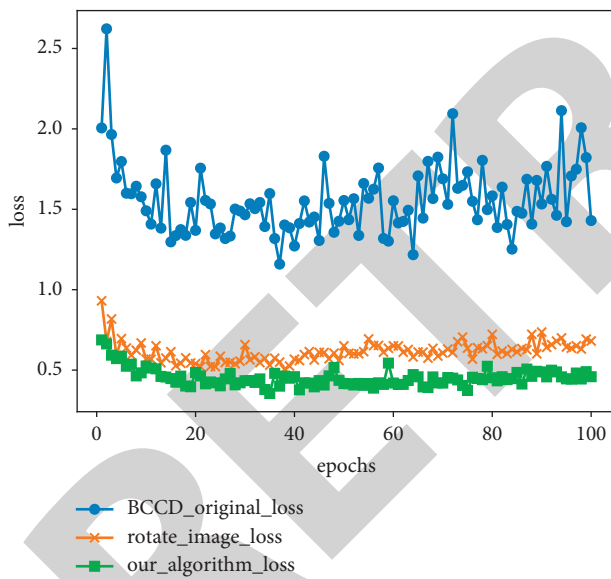 2.5
2.0
1.5
1.0
0.5
loss
0 20 40 60 80 100
epochs
BCCD_original_loss
rotate_image_loss
our_algorithm_loss